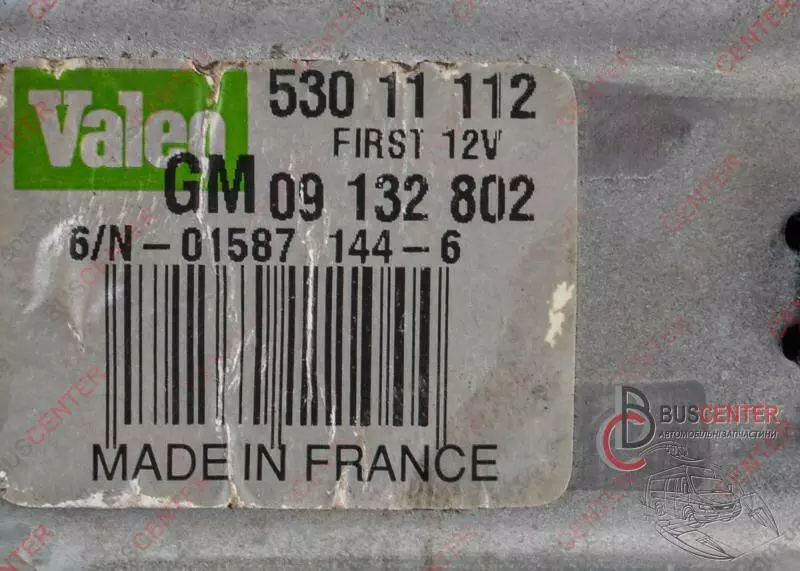 Valeo
530 11 112
FIRST 12V
GM 09 132 802
6/N-01587 144-6
MADE IN FRANCE
BUSCENTER
АВТОМОБІЛЬНІ ЗАПЧАСТИНИ